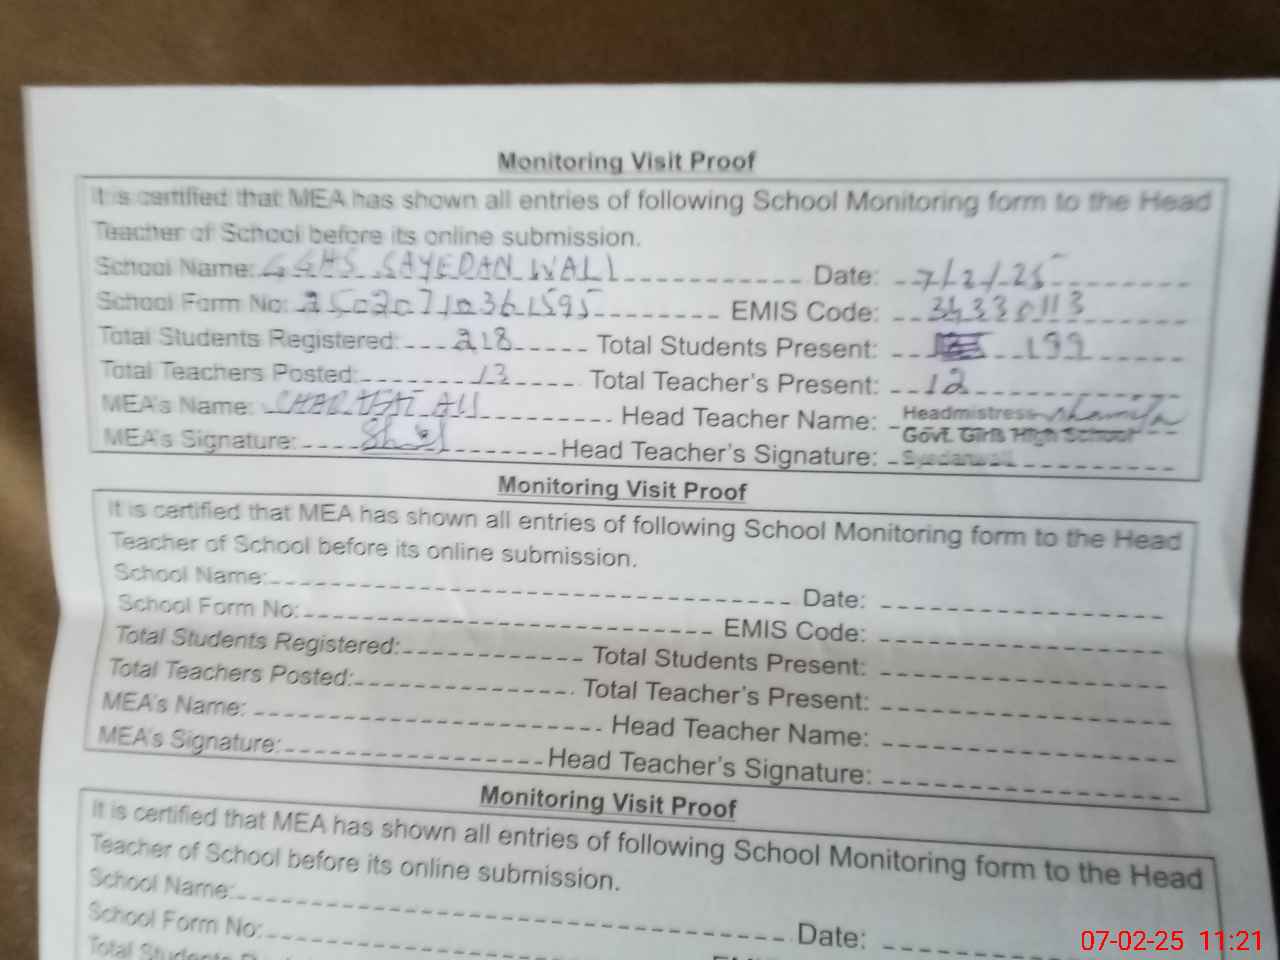 Monitoring Visit Proof
It is certified that MEA has shown all entries of following School Monitoring form to the Head
Teacher of School before its online submission.
School Name: GGHS SAYEDAN WALI Date: 7/2/25
School Form No: 25020710361595 EMIS Code: 34330113
Total Students Registered: 218 Total Students Present: 199
Total Teachers Posted: 13 Total Teacher's Present: 12
MEA's Name: ALI Head Teacher Name: Headmistress
Govt. Girls High School
MEA's Signature: Head Teacher's Signature: Syedanwali
Monitoring Visit Proof
It is certified that MEA has shown all entries of following School Monitoring form to the Head
Teacher of School before its online submission.
School Name: Date:
School Form No: EMIS Code:
Total Students Registered: Total Students Present:
Total Teachers Posted: Total Teacher's Present:
MEA's Name: Head Teacher Name:
MEA's Signature: Head Teacher's Signature:
Monitoring Visit Proof
It is certified that MEA has shown all entries of following School Monitoring form to the Head
Teacher of School before its online submission.
School Name: Date:
School Form No: EMIS
Total Students
07-02-25 11:21